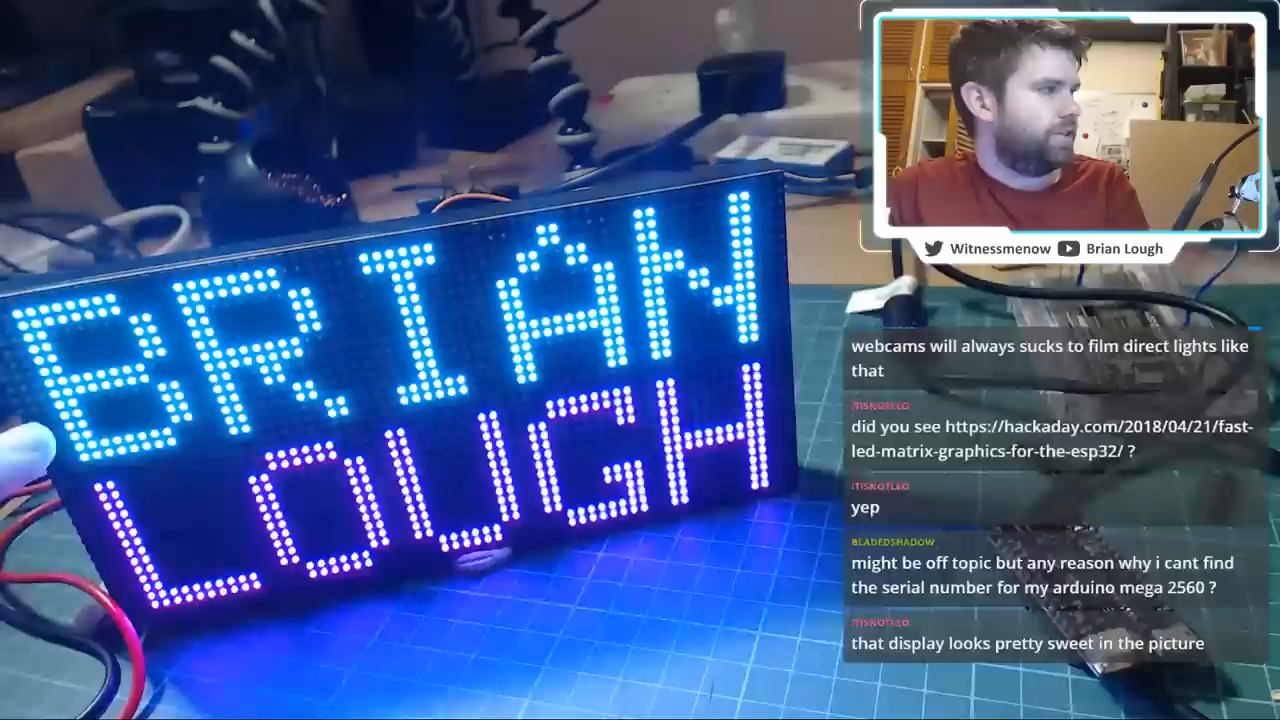 BRIAN
LOUGH
Witnessmenow Brian Lough
webcams will always sucks to film direct lights like
that
ITISNOTLEO
did you see https://hackaday.com/2018/04/21/fast-
led-matrix-graphics-for-the-esp32/ ?
ITISNOTLEO
yep
BLADEDSHADOW
might be off topic but any reason why i cant find
the serial number for my arduino mega 2560 ?
ITISNOTLEO
that display looks pretty sweet in the picture